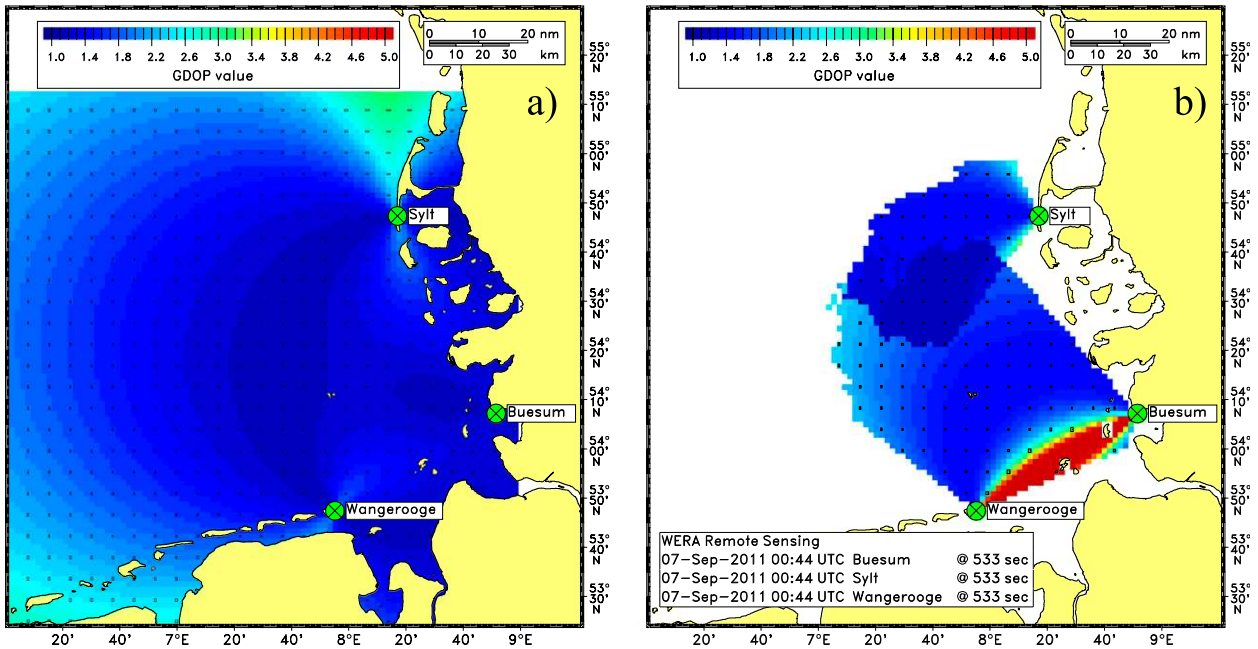 1.0 1.4 1.8 2.2 2.6 3.0 3.4 3.8 4.2 4.6 5.0
GDOP value
0 10 20 nm
0 10 20 30 km
a)
55° 20' N
55° 10' N
55° 00' N
54° 50' N
54° 40' N
54° 30' N
54° 20' N
54° 10' N
54° 00' N
53° 50' N
53° 40' N
53° 30' N
Sylt
Buesum
Wangerooge
20' 40' 7°E 20' 40' 8°E 20' 40' 9°E
1.0 1.4 1.8 2.2 2.6 3.0 3.4 3.8 4.2 4.6 5.0
GDOP value
0 10 20 nm
0 10 20 30 km
b)
55° 20' N
55° 10' N
55° 00' N
54° 50' N
54° 40' N
54° 30' N
54° 20' N
54° 10' N
54° 00' N
53° 50' N
53° 40' N
53° 30' N
Sylt
Buesum
Wangerooge
WERA Remote Sensing
07-Sep-2011 00:44 UTC Buesum @ 533 sec
07-Sep-2011 00:44 UTC Sylt @ 533 sec
07-Sep-2011 00:44 UTC Wangerooge @ 533 sec
20' 40' 7°E 20' 40' 8°E 20' 40' 9°E